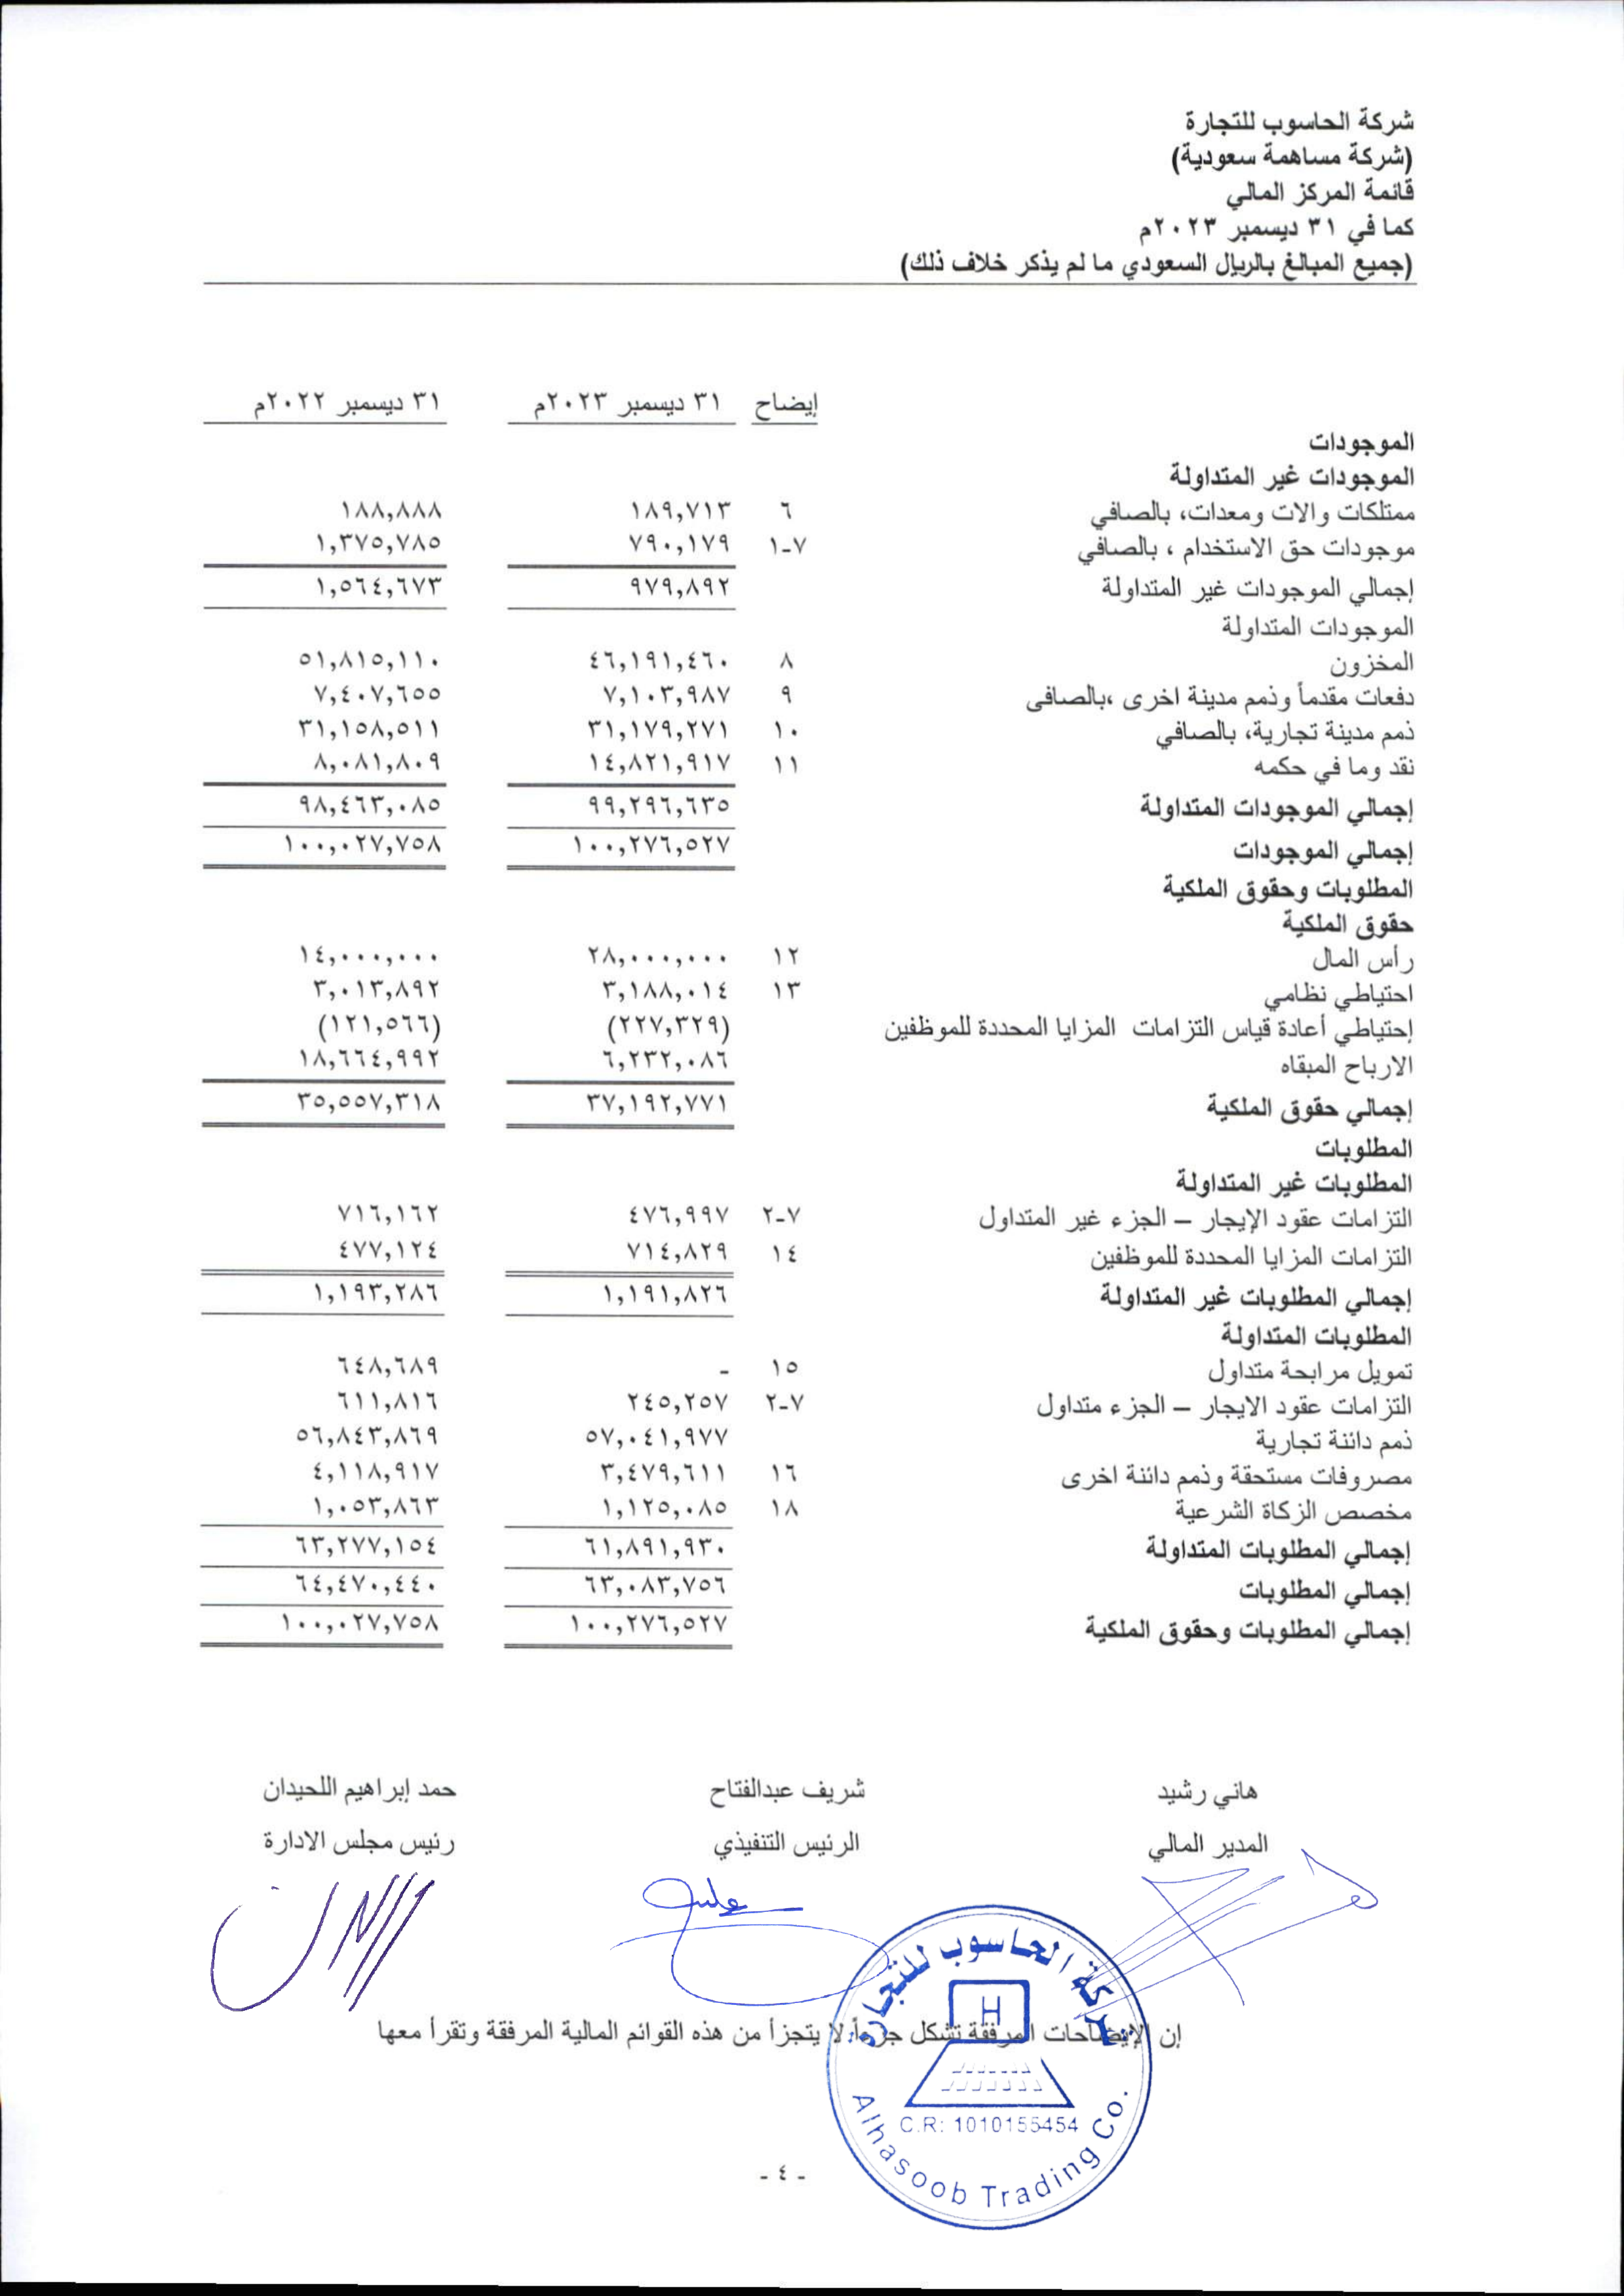 شركة الحاسوب للتجارة
(شركة مساهمة سعودية)
قائمة المركز المالي
كما في ٣١ ديسمبر ٢٠٢٣م
(جميع المبالغ بالريال السعودي ما لم يذكر خلاف ذلك)
إيضاح ٣١ ديسمبر ٢٠٢٣م ٣١ ديسمبر ٢٠٢٢م
الموجودات
الموجودات غير المتداولة
ممتلكات والات ومعدات، بالصافي ٦ ١٨٩,٧١٣ ١٨٨,٨٨٨
موجودات حق الاستخدام ، بالصافي ٧-١ ٧٩٠,١٧٩ ١,٣٧٥,٧٨٥
إجمالي الموجودات غير المتداولة ٩٧٩,٨٩٢ ١,٥٦٤,٦٧٣
الموجودات المتداولة
المخزون ٨ ٤٦,١٩١,٤٦٠ ٥١,٨١٥,١١٠
دفعات مقدماً وذمم مدينة اخرى ،بالصافى ٩ ٧,١٠٣,٩٨٧ ٧,٤٠٧,٦٥٥
ذمم مدينة تجارية، بالصافي ١٠ ٣١,١٧٩,٢٧١ ٣١,١٥٨,٥١١
نقد وما في حكمه ١١ ١٤,٨٢١,٩١٧ ٨,٠٨١,٨٠٩
إجمالي الموجودات المتداولة ٩٩,٢٩٦,٦٣٥ ٩٨,٤٦٣,٠٨٥
إجمالي الموجودات ١٠٠,٢٧٦,٥٢٧ ١٠٠,٠٢٧,٧٥٨
المطلوبات وحقوق الملكية
حقوق الملكية
رأس المال ١٢ ٢٨,٠٠٠,٠٠٠ ١٤,٠٠٠,٠٠٠
احتياطي نظامي ١٣ ٣,١٨٨,٠١٤ ٣,٠١٣,٨٩٢
إحتياطي أعادة قياس التزامات المزايا المحددة للموظفين (٢٢٧,٣٢٩) (١٢١,٥٦٦)
الارباح المبقاه ٦,٢٣٢,٠٨٦ ١٨,٦٦٤,٩٩٢
إجمالي حقوق الملكية ٣٧,١٩٢,٧٧١ ٣٥,٥٥٧,٣١٨
المطلوبات
المطلوبات غير المتداولة
التزامات عقود الإيجار – الجزء غير المتداول ٧-٢ ٤٧٦,٩٩٧ ٧١٦,١٦٢
التزامات المزايا المحددة للموظفين ١٤ ٧١٤,٨٢٩ ٤٧٧,١٢٤
إجمالي المطلوبات غير المتداولة ١,١٩١,٨٢٦ ١,١٩٣,٢٨٦
المطلوبات المتداولة
تمويل مرابحة متداول ١٥ - ٦٤٨,٦٨٩
التزامات عقود الايجار – الجزء متداول ٧-٢ ٢٤٥,٢٥٧ ٦١١,٨١٦
ذمم دائنة تجارية ٥٧,٠٤١,٩٧٧ ٥٦,٨٤٣,٨٦٩
مصروفات مستحقة وذمم دائنة اخرى ١٦ ٣,٤٧٩,٦١١ ٤,١١٨,٩١٧
مخصص الزكاة الشرعية ١٨ ١,١٢٥,٠٨٥ ١,٠٥٣,٨٦٣
إجمالي المطلوبات المتداولة ٦١,٨٩١,٩٣٠ ٦٣,٢٧٧,١٥٤
إجمالي المطلوبات ٦٣,٠٨٣,٧٥٦ ٦٤,٤٧٠,٤٤٠
إجمالي المطلوبات وحقوق الملكية ١٠٠,٢٧٦,٥٢٧ ١٠٠,٠٢٧,٧٥٨
هاني رشيد شريف عبدالفتاح حمد إبراهيم اللحيدان
المدير المالي الرئيس التنفيذي رئيس مجلس الادارة
شركة الحاسوب للتجارة
H
إن الإيضاحات المرفقة تشكل جزءاً لا يتجزأ من هذه القوائم المالية المرفقة وتقرأ معها
C.R: 1010155454
Alhasoob Trading Co.
- ٤ -